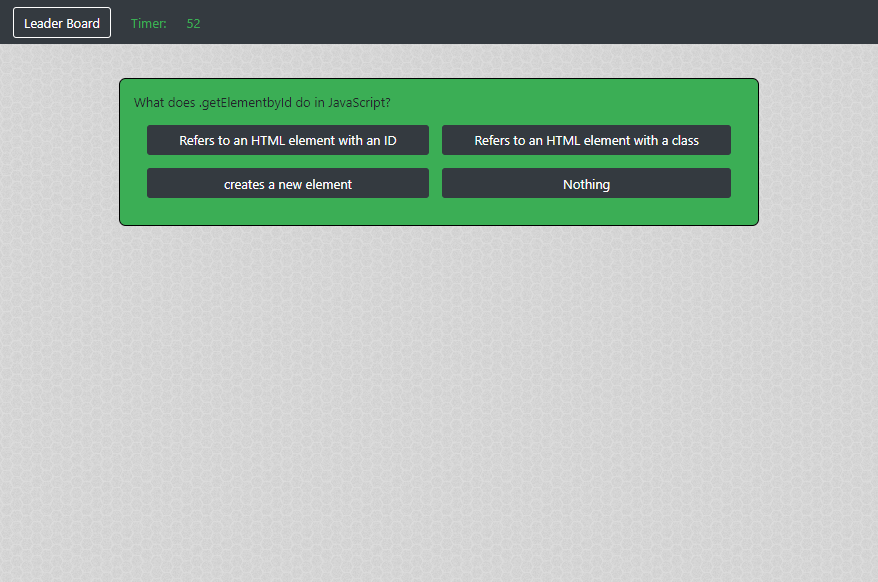 Leader Board Timer: 52
What does .getElementbyId do in JavaScript?
Refers to an HTML element with an ID Refers to an HTML element with a class
creates a new element Nothing